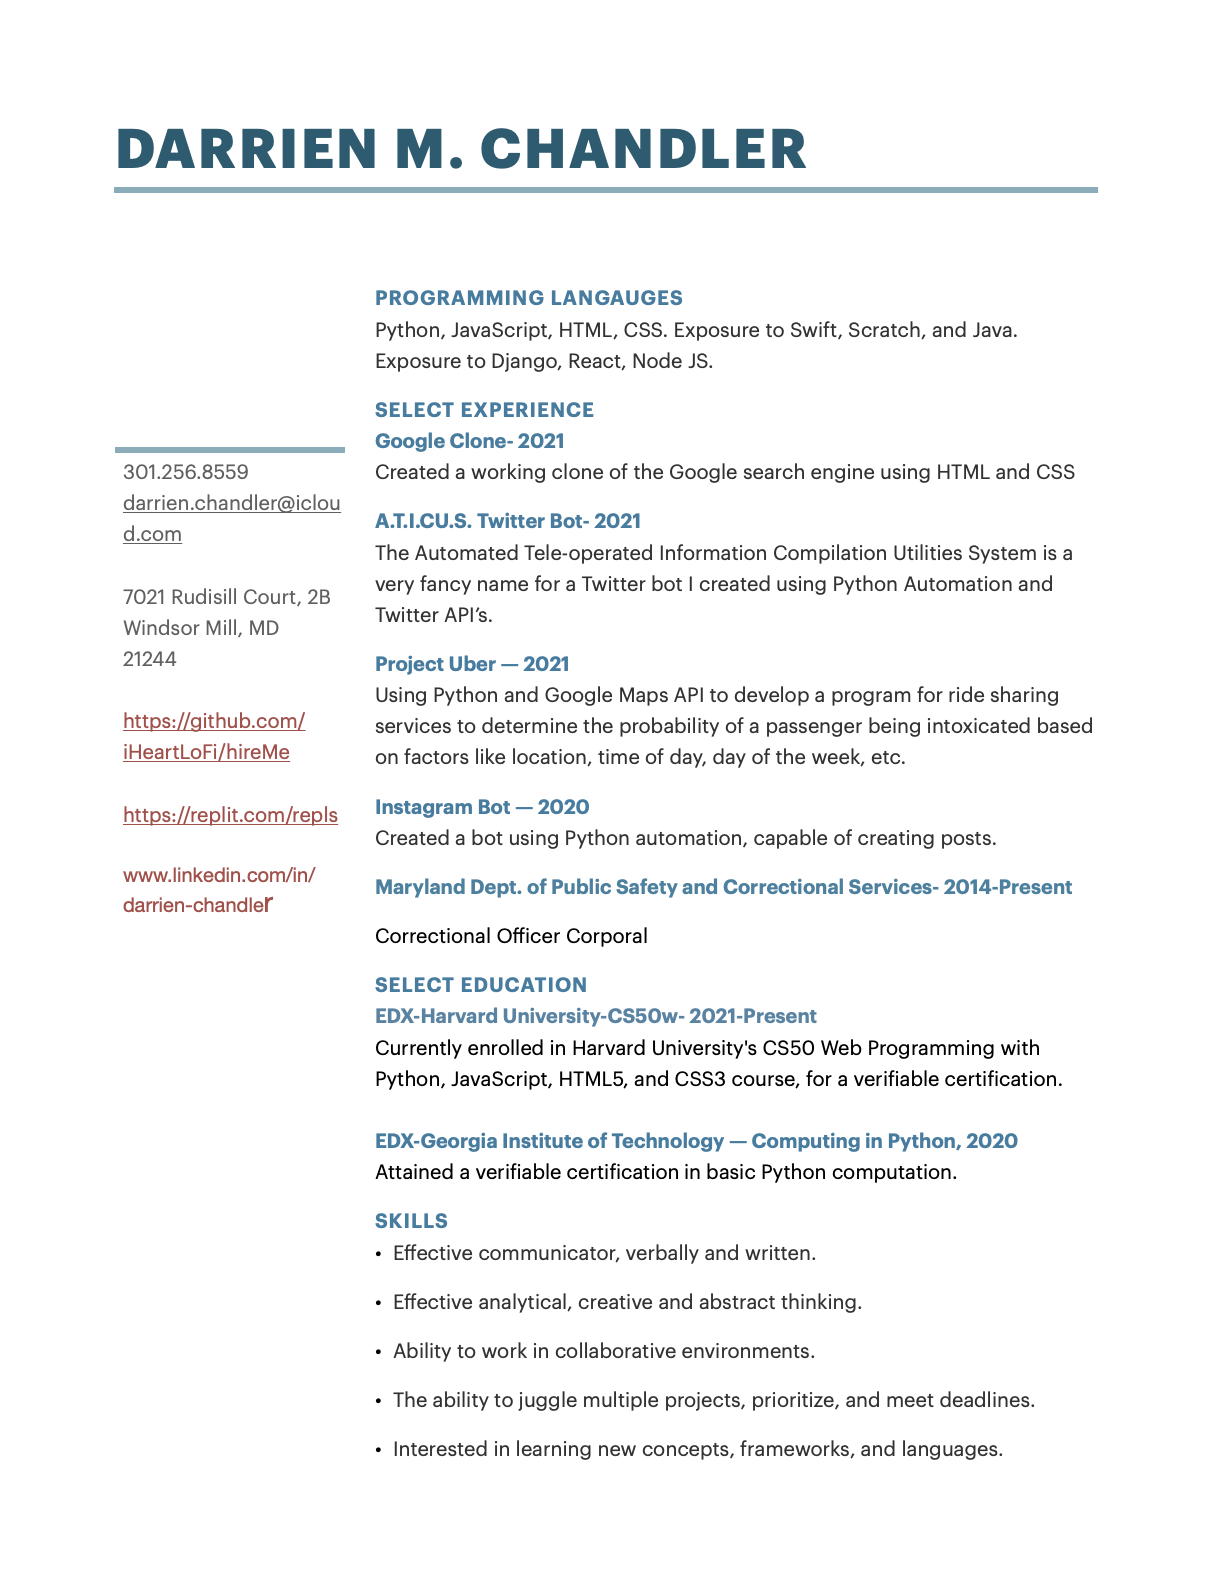 DARRIEN M. CHANDLER
301.256.8559
darrien.chandler@iclou
d.com
7021 Rudisill Court, 2B
Windsor Mill, MD
21244
https://github.com/
iHeartLoFi/hireMe
https://replit.com/repls
www.linkedin.com/in/
darrien-chandler
PROGRAMMING LANGAUGES
Python, JavaScript, HTML, CSS. Exposure to Swift, Scratch, and Java.
Exposure to Django, React, Node JS.
SELECT EXPERIENCE
Google Clone- 2021
Created a working clone of the Google search engine using HTML and CSS
A.T.I.CU.S. Twitter Bot- 2021
The Automated Tele-operated Information Compilation Utilities System is a
very fancy name for a Twitter bot I created using Python Automation and
Twitter API’s.
Project Uber — 2021
Using Python and Google Maps API to develop a program for ride sharing
services to determine the probability of a passenger being intoxicated based
on factors like location, time of day, day of the week, etc.
Instagram Bot — 2020
Created a bot using Python automation, capable of creating posts.
Maryland Dept. of Public Safety and Correctional Services- 2014-Present
Correctional Officer Corporal
SELECT EDUCATION
EDX-Harvard University-CS50w- 2021-Present
Currently enrolled in Harvard University's CS50 Web Programming with
Python, JavaScript, HTML5, and CSS3 course, for a verifiable certification.
EDX-Georgia Institute of Technology — Computing in Python, 2020
Attained a verifiable certification in basic Python computation.
SKILLS
• Effective communicator, verbally and written.
• Effective analytical, creative and abstract thinking.
• Ability to work in collaborative environments.
• The ability to juggle multiple projects, prioritize, and meet deadlines.
• Interested in learning new concepts, frameworks, and languages.